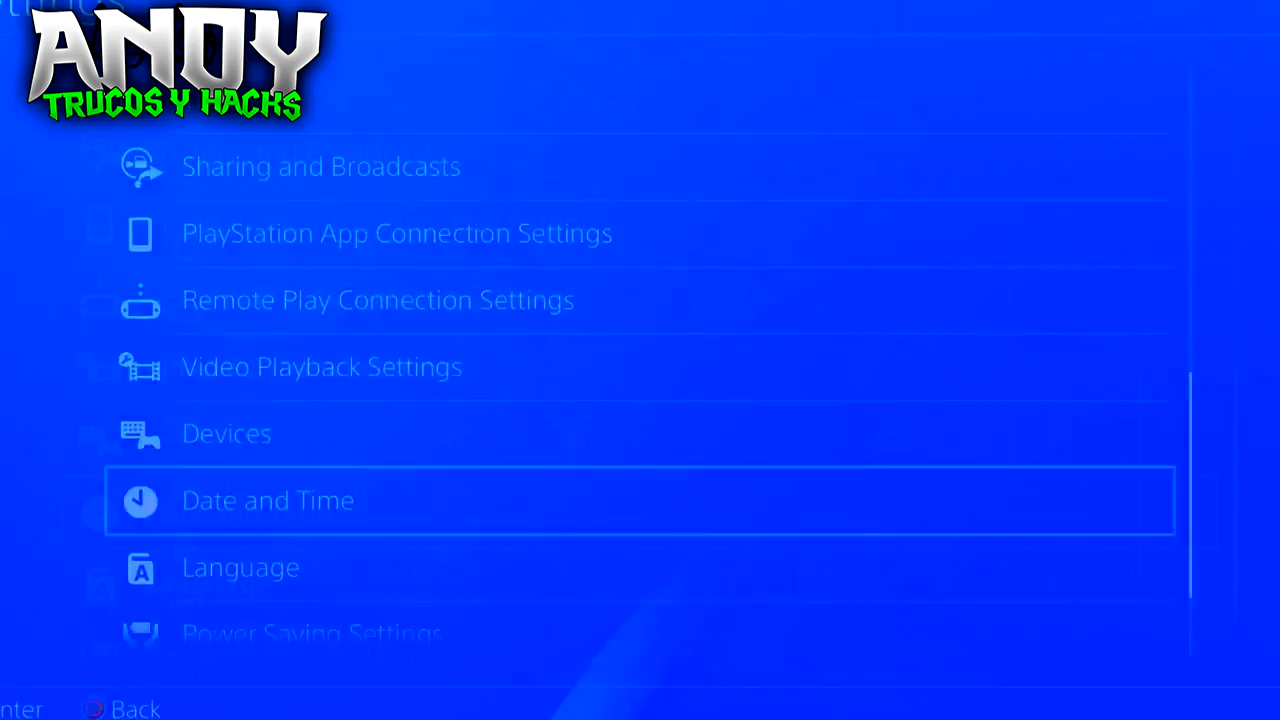 ANDY
TRUCOS Y HACKS
Sharing and Broadcasts
PlayStation App Connection Settings
Remote Play Connection Settings
Video Playback Settings
Devices
Date and Time
Language
Power Saving Settings
Back